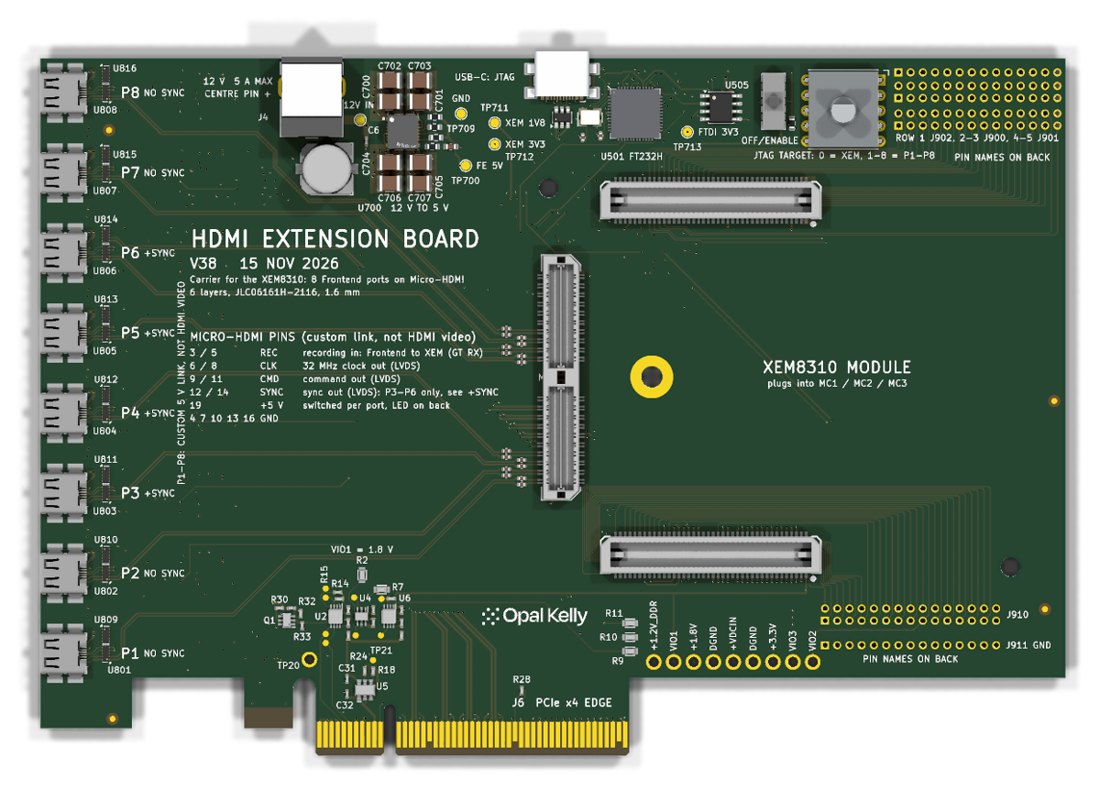 U816
P8 NO SYNC
U808
U815
P7 NO SYNC
U807
U814
P6 +SYNC
U806
U813
P5 +SYNC
U805
U812
P4 +SYNC
U804
U811
P3 +SYNC
U803
U810
P2 NO SYNC
U802
U809
P1 NO SYNC
U801
P1-P8: CUSTOM 5 V LINK, NOT HDMI VIDEO
12 V 5 A MAX
CENTRE PIN +
J4
12V IN
C702 C703
C700
C701
C6
C704
C705
C706 C707
U700 12 V TO 5 V
USB-C: JTAG
GND
TP709
TP711
XEM 1V8
XEM 3V3
TP712
FE 5V
TP700
U501 FT232H
U505
FTDI 3V3
TP713
OFF/ENABLE
JTAG TARGET: 0 = XEM, 1-8 = P1-P8
ROW 1 J902, 2-3 J900, 4-5 J901
PIN NAMES ON BACK
HDMI EXTENSION BOARD
V38 15 NOV 2026
Carrier for the XEM8310: 8 Frontend ports on Micro-HDMI
6 layers, JLC06161H-2116, 1.6 mm
MICRO-HDMI PINS (custom link, not HDMI video)
3 / 5 REC recording in: Frontend to XEM (GT RX)
6 / 8 CLK 32 MHz clock out (LVDS)
9 / 11 CMD command out (LVDS)
12 / 14 SYNC sync out (LVDS): P3-P6 only, see +SYNC
19 +5 V switched per port, LED on back
4 7 10 13 16 GND
XEM8310 MODULE
plugs into MC1 / MC2 / MC3
VIO1 = 1.8 V
R2
R15
R14
R7
U4
U6
U2
R30
R32
Q1
R33
TP20
TP21
R24
R18
C31
U5
C32
Opal Kelly
R28
J6 PCIe x4 EDGE
R11
R10
R9
+1.2V_DDR
VIO1
+1.8V
DGND
+VDCIN
DGND
+3.3V
VIO3
VIO2
J910
J911 GND
PIN NAMES ON BACK